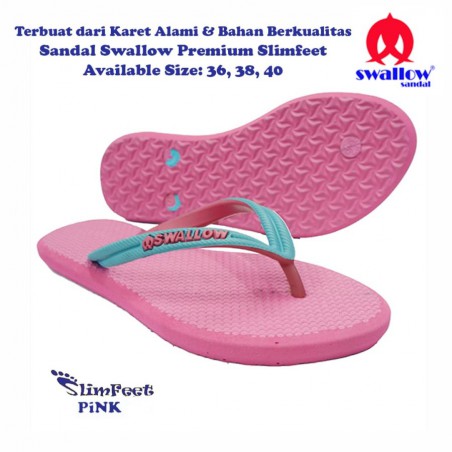 Terbuat dari Karet Alami & Bahan Berkualitas
Sandal Swallow Premium Slimfeet
Available Size: 36, 38, 40
swallow®
sandal
SWALLOW
SlimFeet
PiNK